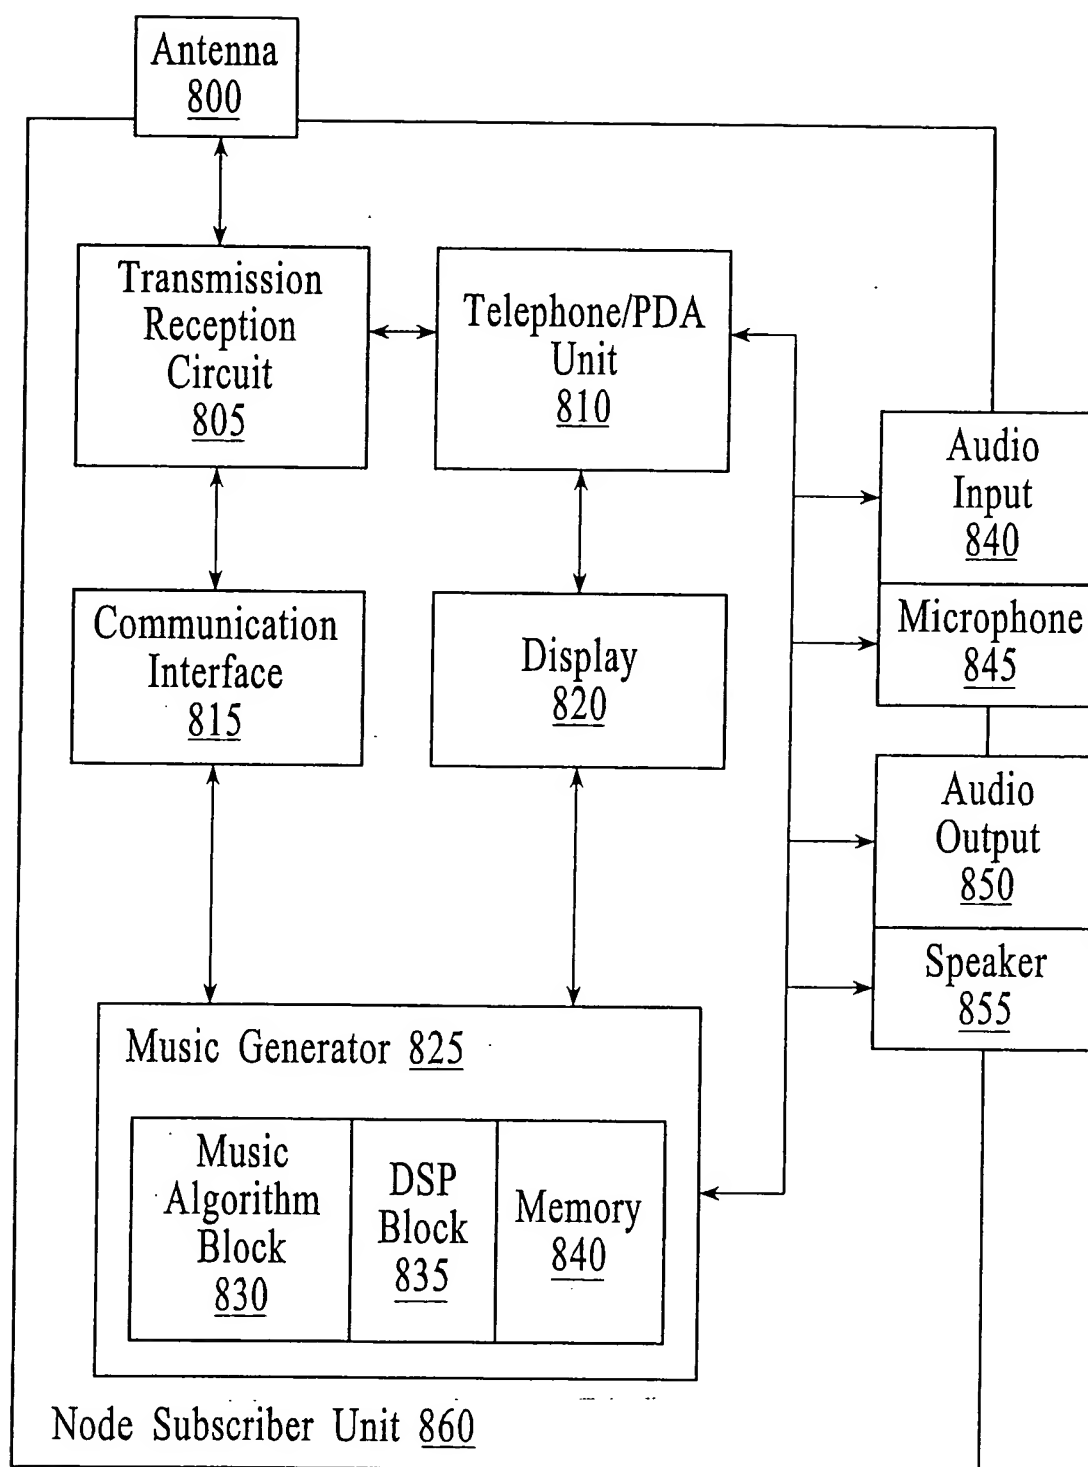 Antenna
800
Transmission
Reception
Circuit
805
Telephone/PDA
Unit
810
Audio
Input
840
Microphone
845
Communication
Interface
815
Display
820
Audio
Output
850
Speaker
855
Music Generator 825
Music
Algorithm
Block
830
DSP
Block
835
Memory
840
Node Subscriber Unit 860